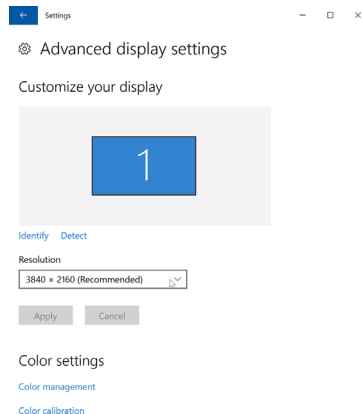 Settings
Advanced display settings
Customize your display
1
Identify Detect
Resolution
3840 × 2160 (Recommended)
Apply Cancel
Color settings
Color management
Color calibration